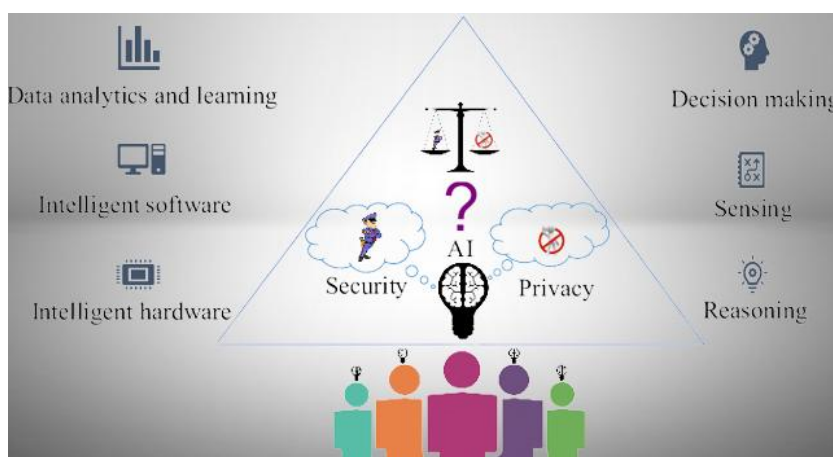 Data analytics and learning
Intelligent software
Intelligent hardware
?
AI
Security
Privacy
Decision making
Sensing
Reasoning